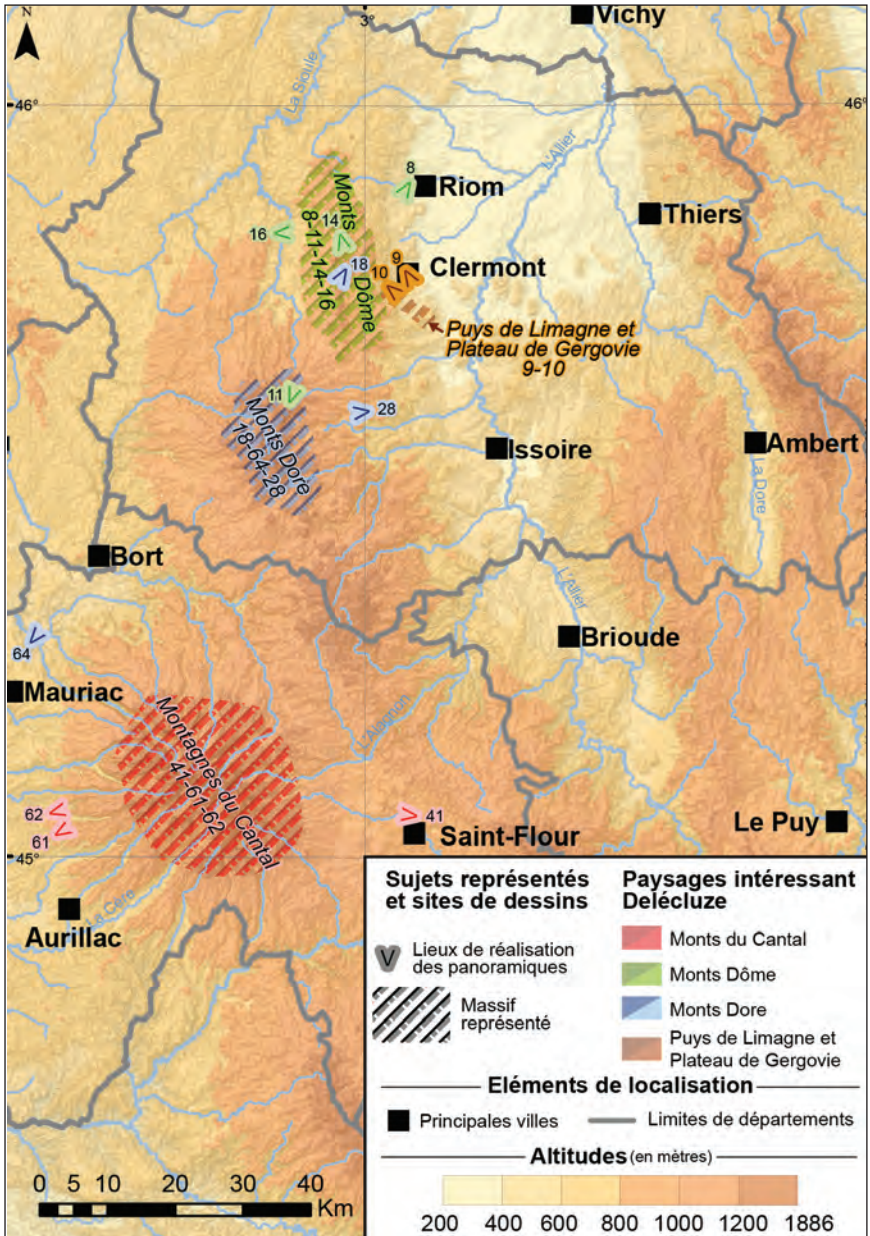 N
3°
Vichy
46°
46°
La Sioule
L'Allier
8
Riom
Thiers
Monts Dôme
8-11-14-16
14
16
18
9
10
Clermont
Puys de Limagne et
Plateau de Gergovie
9-10
11
28
Monts Dore
18-64-28
Issoire
Ambert
La Dore
Bort
L'Allier
Brioude
64
Mauriac
L'Alagnon
Montagnes du Cantal
41-61-62
62
61
41
Saint-Flour
Le Puy
45°
La Cère
Aurillac
Sujets représentés
et sites de dessins
V Lieux de réalisation
des panoramiques
Massif
représenté
Paysages intéressant
Delécluze
Monts du Cantal
Monts Dôme
Monts Dore
Puys de Limagne et
Plateau de Gergovie
Eléments de localisation
Principales villes
Limites de départements
Altitudes (en mètres)
200 400 600 800 1000 1200 1886
0 5 10 20 30 40
Km